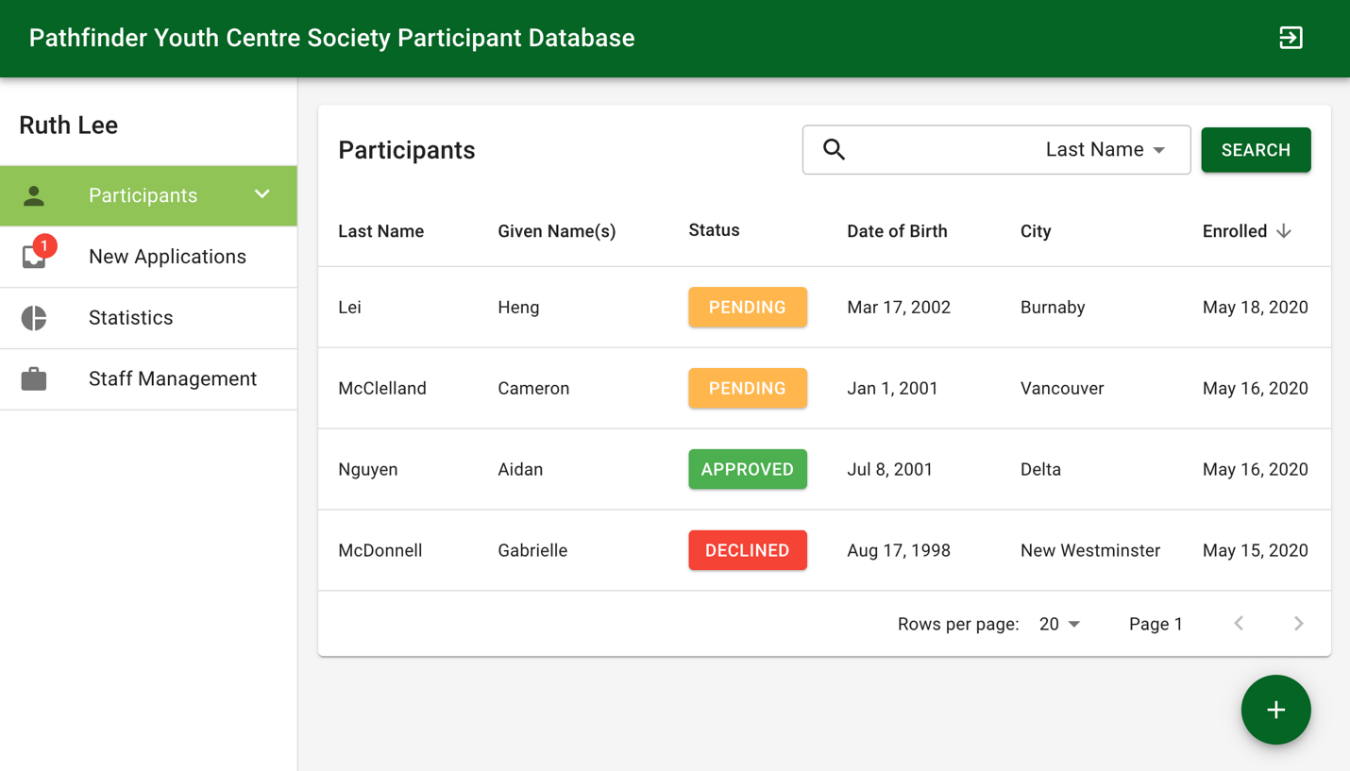 Pathfinder Youth Centre Society Participant Database
Ruth Lee
Participants
1
New Applications
Statistics
Staff Management
Participants
Last Name
SEARCH
Last Name Given Name(s) Status Date of Birth City Enrolled
Lei Heng PENDING Mar 17, 2002 Burnaby May 18, 2020
McClelland Cameron PENDING Jan 1, 2001 Vancouver May 16, 2020
Nguyen Aidan APPROVED Jul 8, 2001 Delta May 16, 2020
McDonnell Gabrielle DECLINED Aug 17, 1998 New Westminster May 15, 2020
Rows per page: 20 Page 1